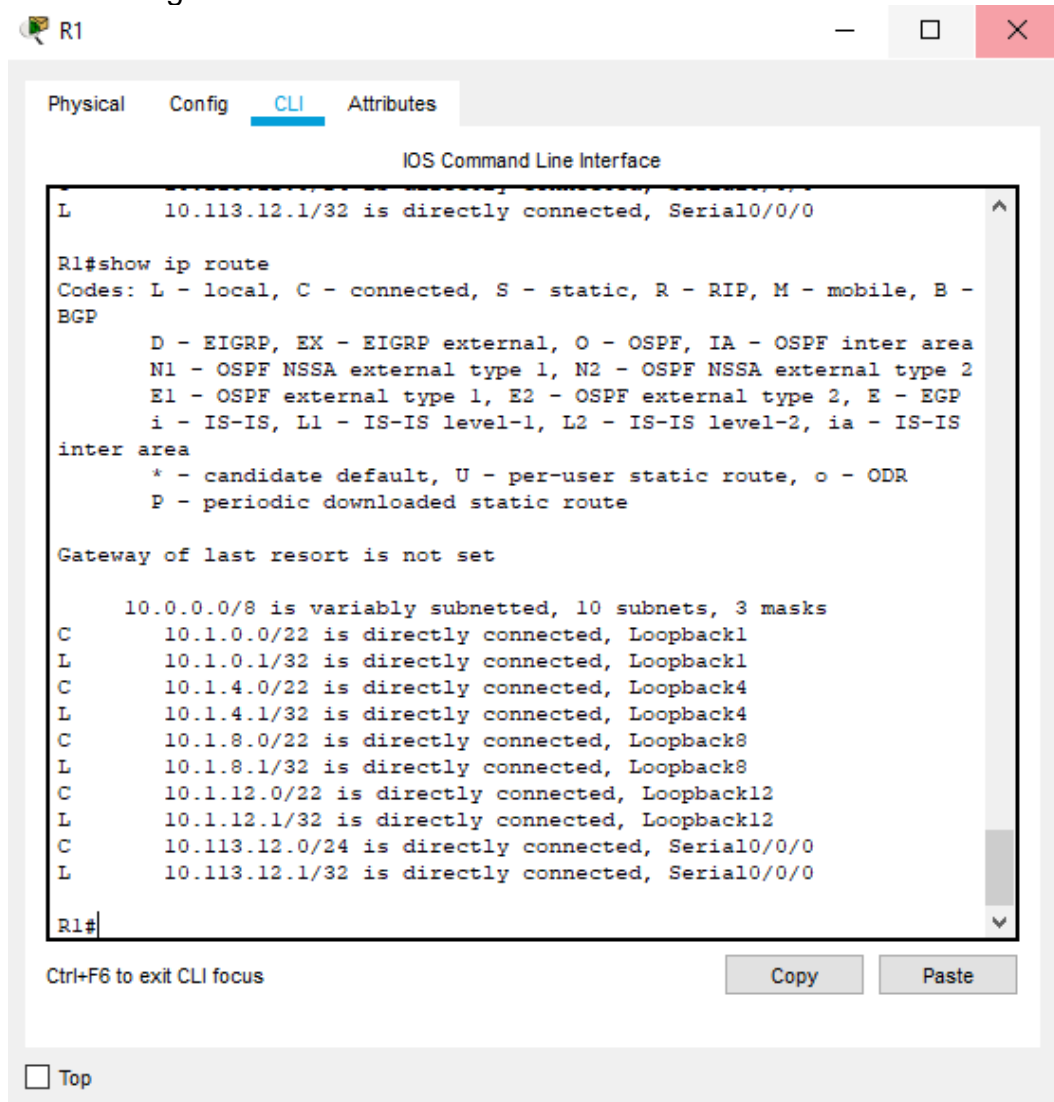 R1
Physical Config CLI Attributes
IOS Command Line Interface
L 10.113.12.1/32 is directly connected, Serial0/0/0
R1#show ip route
Codes: L - local, C - connected, S - static, R - RIP, M - mobile, B -
BGP
D - EIGRP, EX - EIGRP external, O - OSPF, IA - OSPF inter area
N1 - OSPF NSSA external type 1, N2 - OSPF NSSA external type 2
E1 - OSPF external type 1, E2 - OSPF external type 2, E - EGP
i - IS-IS, L1 - IS-IS level-1, L2 - IS-IS level-2, ia - IS-IS
inter area
* - candidate default, U - per-user static route, o - ODR
P - periodic downloaded static route
Gateway of last resort is not set
10.0.0.0/8 is variably subnetted, 10 subnets, 3 masks
C 10.1.0.0/22 is directly connected, Loopback1
L 10.1.0.1/32 is directly connected, Loopback1
C 10.1.4.0/22 is directly connected, Loopback4
L 10.1.4.1/32 is directly connected, Loopback4
C 10.1.8.0/22 is directly connected, Loopback8
L 10.1.8.1/32 is directly connected, Loopback8
C 10.1.12.0/22 is directly connected, Loopback12
L 10.1.12.1/32 is directly connected, Loopback12
C 10.113.12.0/24 is directly connected, Serial0/0/0
L 10.113.12.1/32 is directly connected, Serial0/0/0
R1#
Ctrl+F6 to exit CLI focus Copy Paste
Top